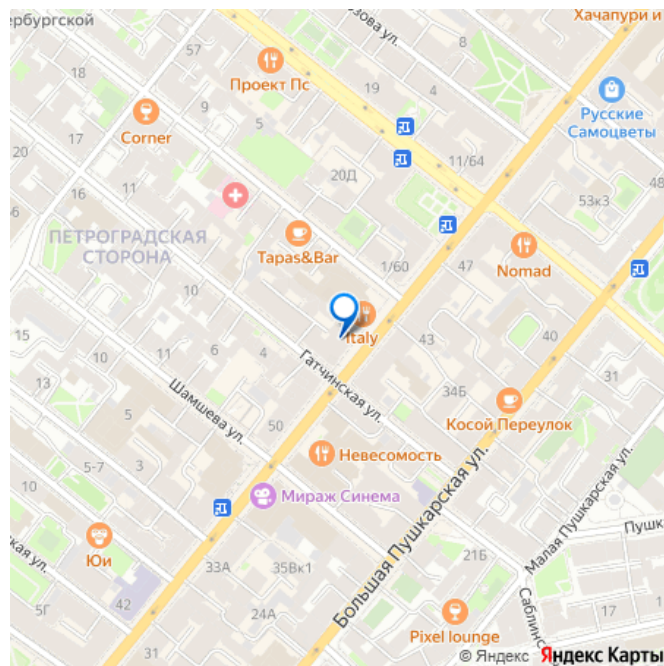 ербургской
озова ул.
Хачапури и
57
Проект Пс
18
19
4
Русские
Самоцветы
9
17
Corner
5
11/64
20
16
11
20Д
53к3
11
ПЕТРОГРАДСКАЯ
СТОРОНА
Tapas&Bar
1/60
47
Nomad
10
Italy
43
40
15
6
4
Гатчинская ул.
13
Шамшева ул.
34Б
5
50
Косой Переулок
11
5-7
3
Невесомость
10
Мираж Синема
Большая Пушкарская ул.
Малая Пушкарская ул.
Пушк
ская ул.
Юи
33А
35Вк1
21Б
5Г
42
24А
Саблинс
17
31
Pixel lounge
© Яндекс Яндекс Карты